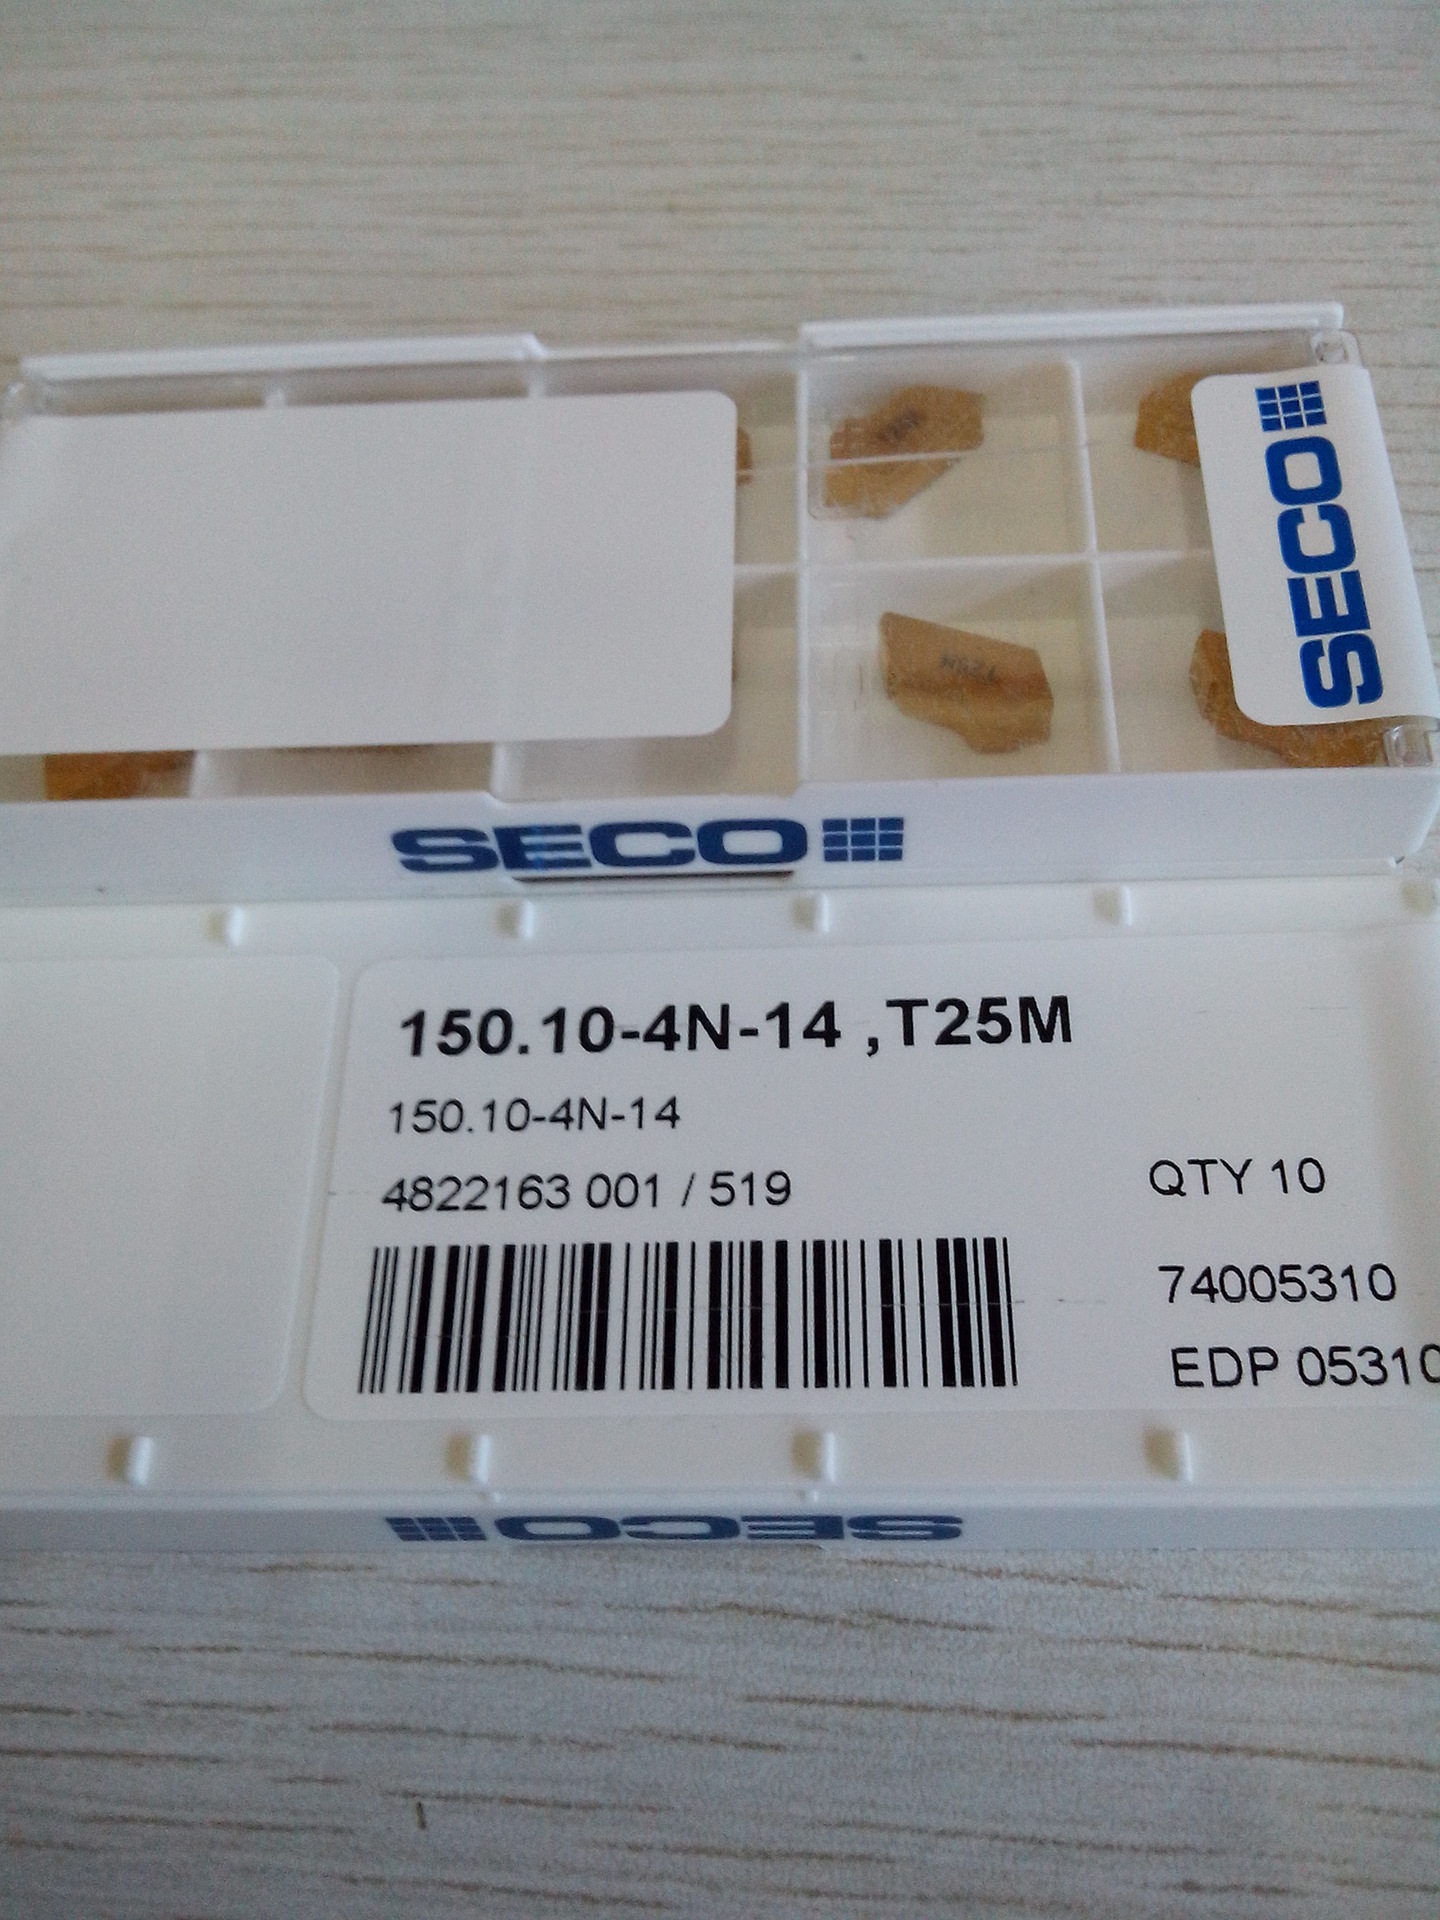 SECO
T25M
SECO
150.10-4N-14 ,T25M
150.10-4N-14
4822163 001 / 519
QTY 10
74005310
EDP 05310
SECO